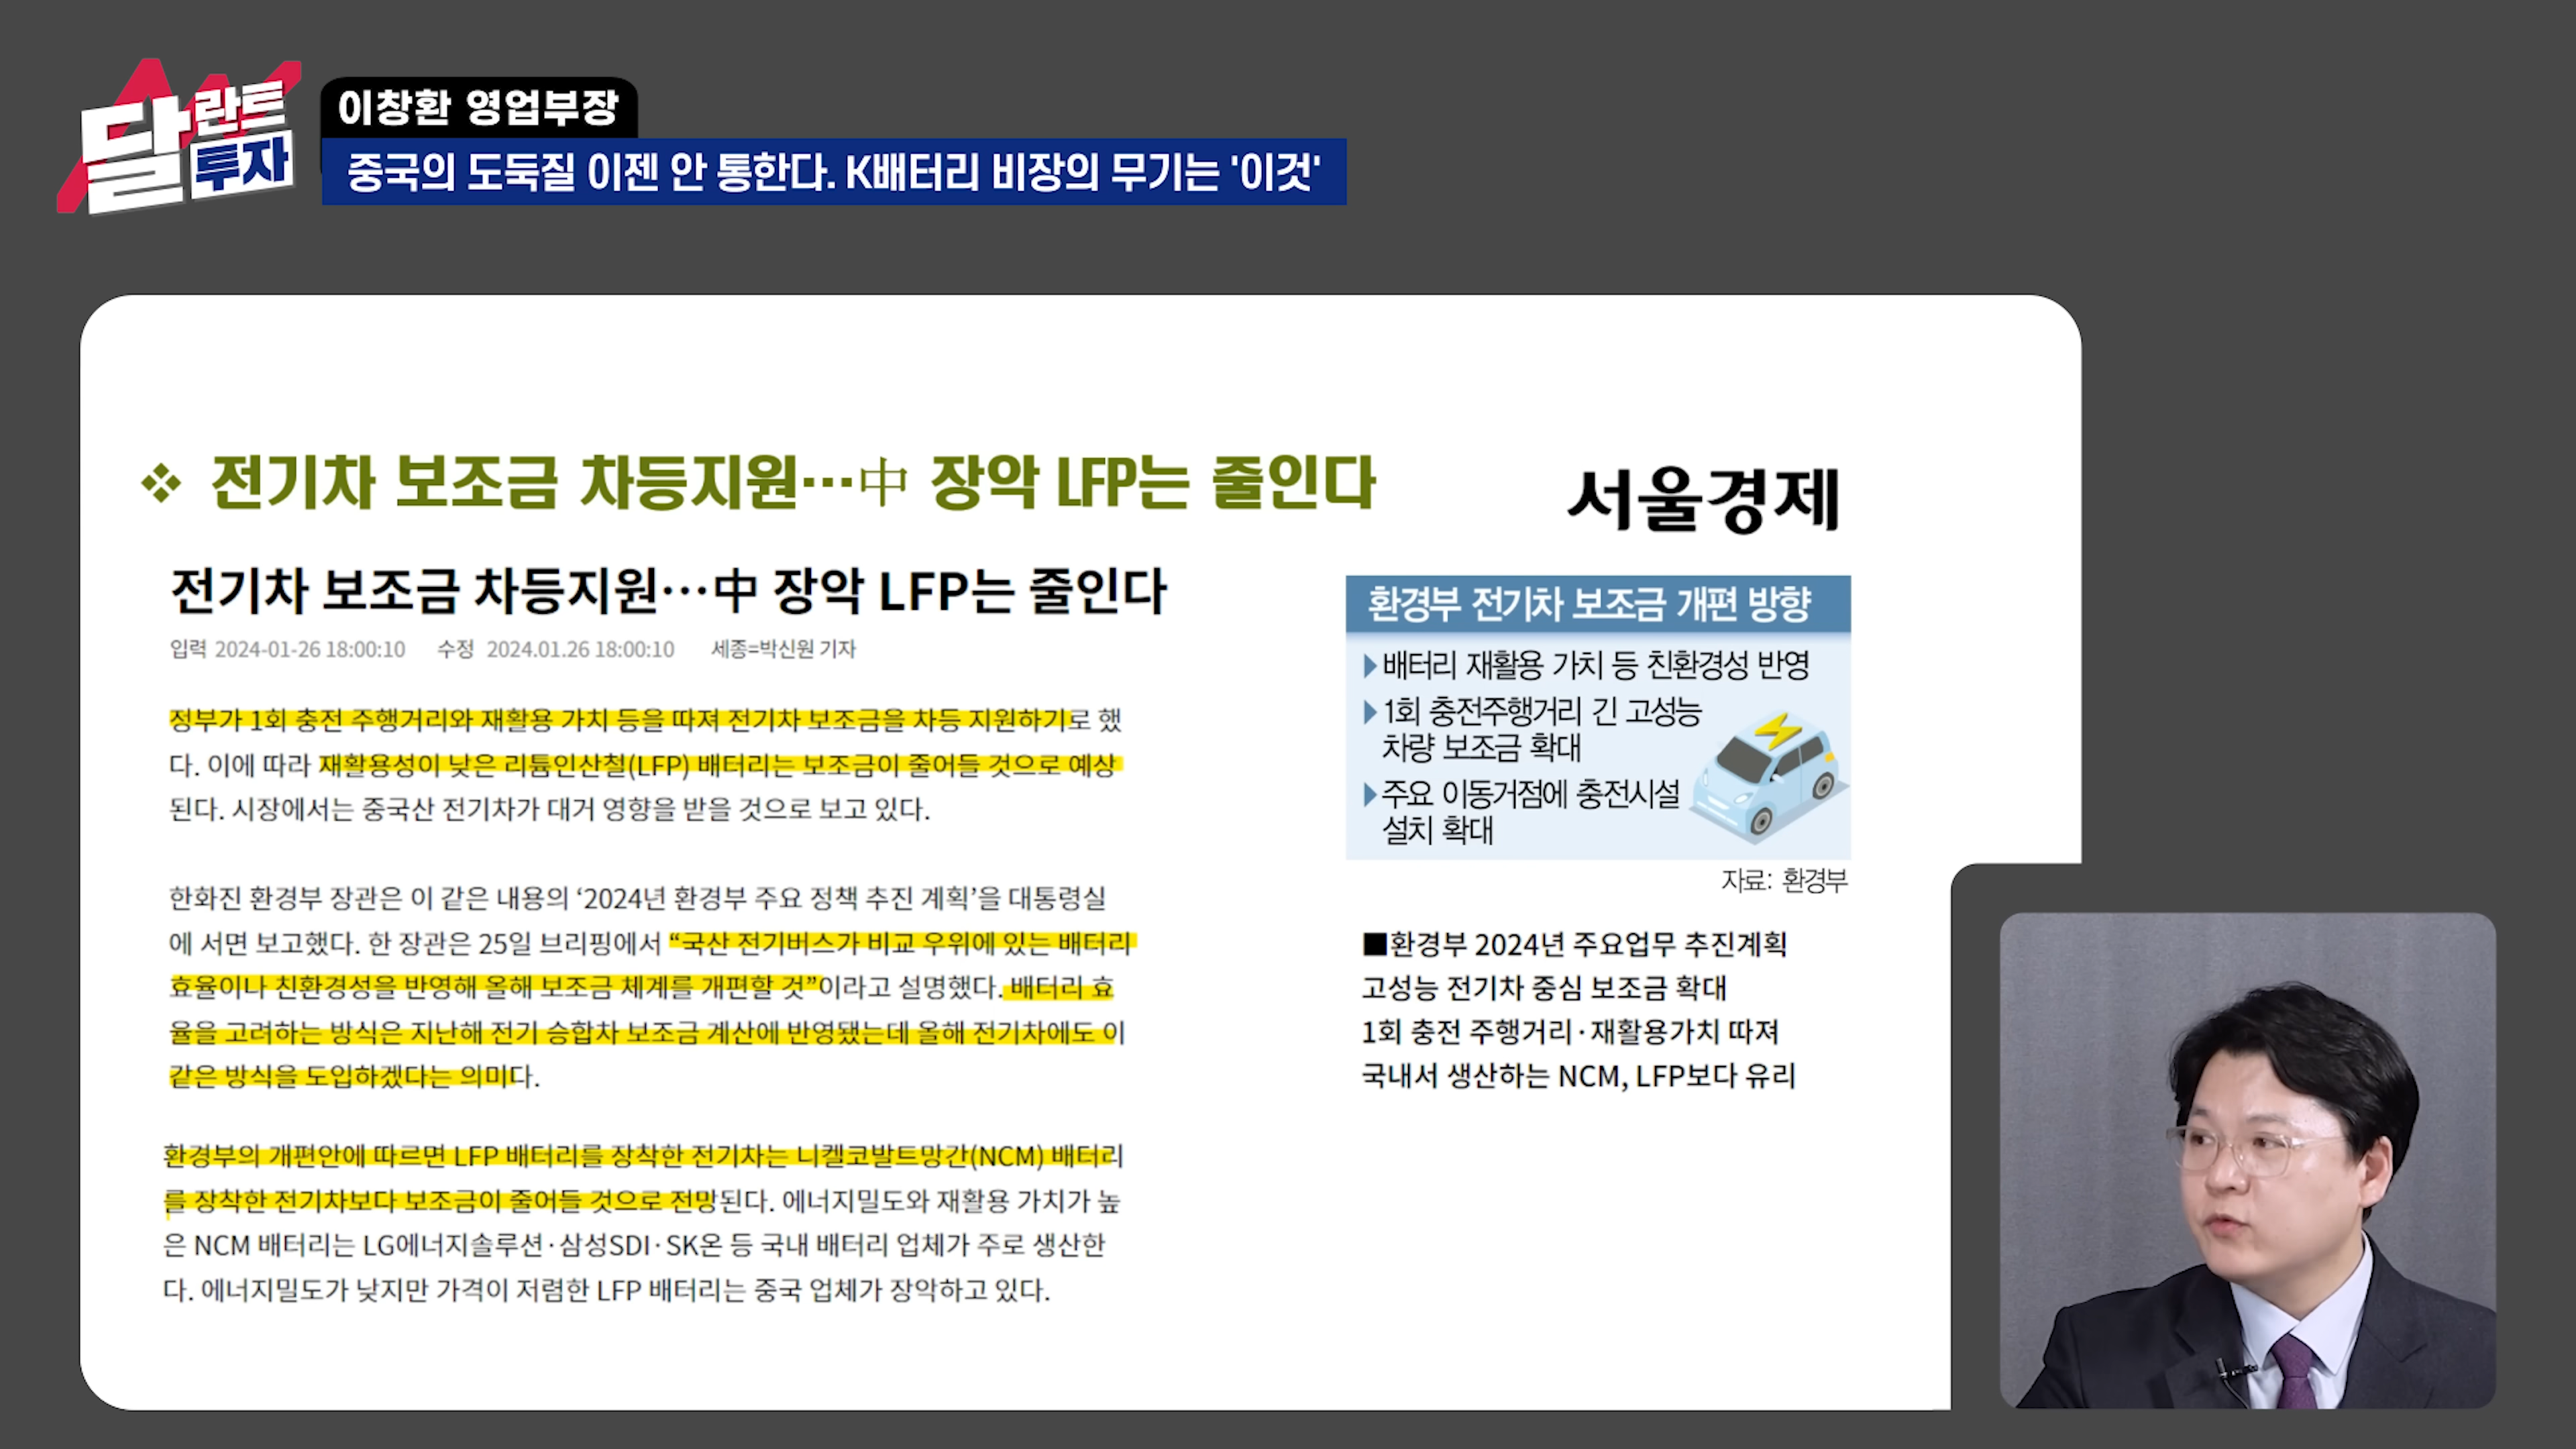 달란트
투자
이창환 영업부장
중국의 도둑질 이젠 안 통한다. K배터리 비장의 무기는 '이것'
❖ 전기차 보조금 차등지원…中 장악 LFP는 줄인다
서울경제
전기차 보조금 차등지원…中 장악 LFP는 줄인다
입력 2024-01-26 18:00:10 수정 2024.01.26 18:00:10 세종=박신원 기자
정부가 1회 충전 주행거리와 재활용 가치 등을 따져 전기차 보조금을 차등 지원하기로 했
다. 이에 따라 재활용성이 낮은 리튬인산철(LFP) 배터리는 보조금이 줄어들 것으로 예상
된다. 시장에서는 중국산 전기차가 대거 영향을 받을 것으로 보고 있다.
한화진 환경부 장관은 이 같은 내용의 ‘2024년 환경부 주요 정책 추진 계획’을 대통령실
에 서면 보고했다. 한 장관은 25일 브리핑에서 “국산 전기버스가 비교 우위에 있는 배터리
효율이나 친환경성을 반영해 올해 보조금 체계를 개편할 것”이라고 설명했다. 배터리 효
율을 고려하는 방식은 지난해 전기 승합차 보조금 계산에 반영됐는데 올해 전기차에도 이
같은 방식을 도입하겠다는 의미다.
환경부의 개편안에 따르면 LFP 배터리를 장착한 전기차는 니켈코발트망간(NCM) 배터리
를 장착한 전기차보다 보조금이 줄어들 것으로 전망된다. 에너지밀도와 재활용 가치가 높
은 NCM 배터리는 LG에너지솔루션·삼성SDI·SK온 등 국내 배터리 업체가 주로 생산한
다. 에너지밀도가 낮지만 가격이 저렴한 LFP 배터리는 중국 업체가 장악하고 있다.
환경부 전기차 보조금 개편 방향
▶배터리 재활용 가치 등 친환경성 반영
▶1회 충전주행거리 긴 고성능
차량 보조금 확대
▶주요 이동거점에 충전시설
설치 확대
자료: 환경부
■환경부 2024년 주요업무 추진계획
고성능 전기차 중심 보조금 확대
1회 충전 주행거리·재활용가치 따져
국내서 생산하는 NCM, LFP보다 유리